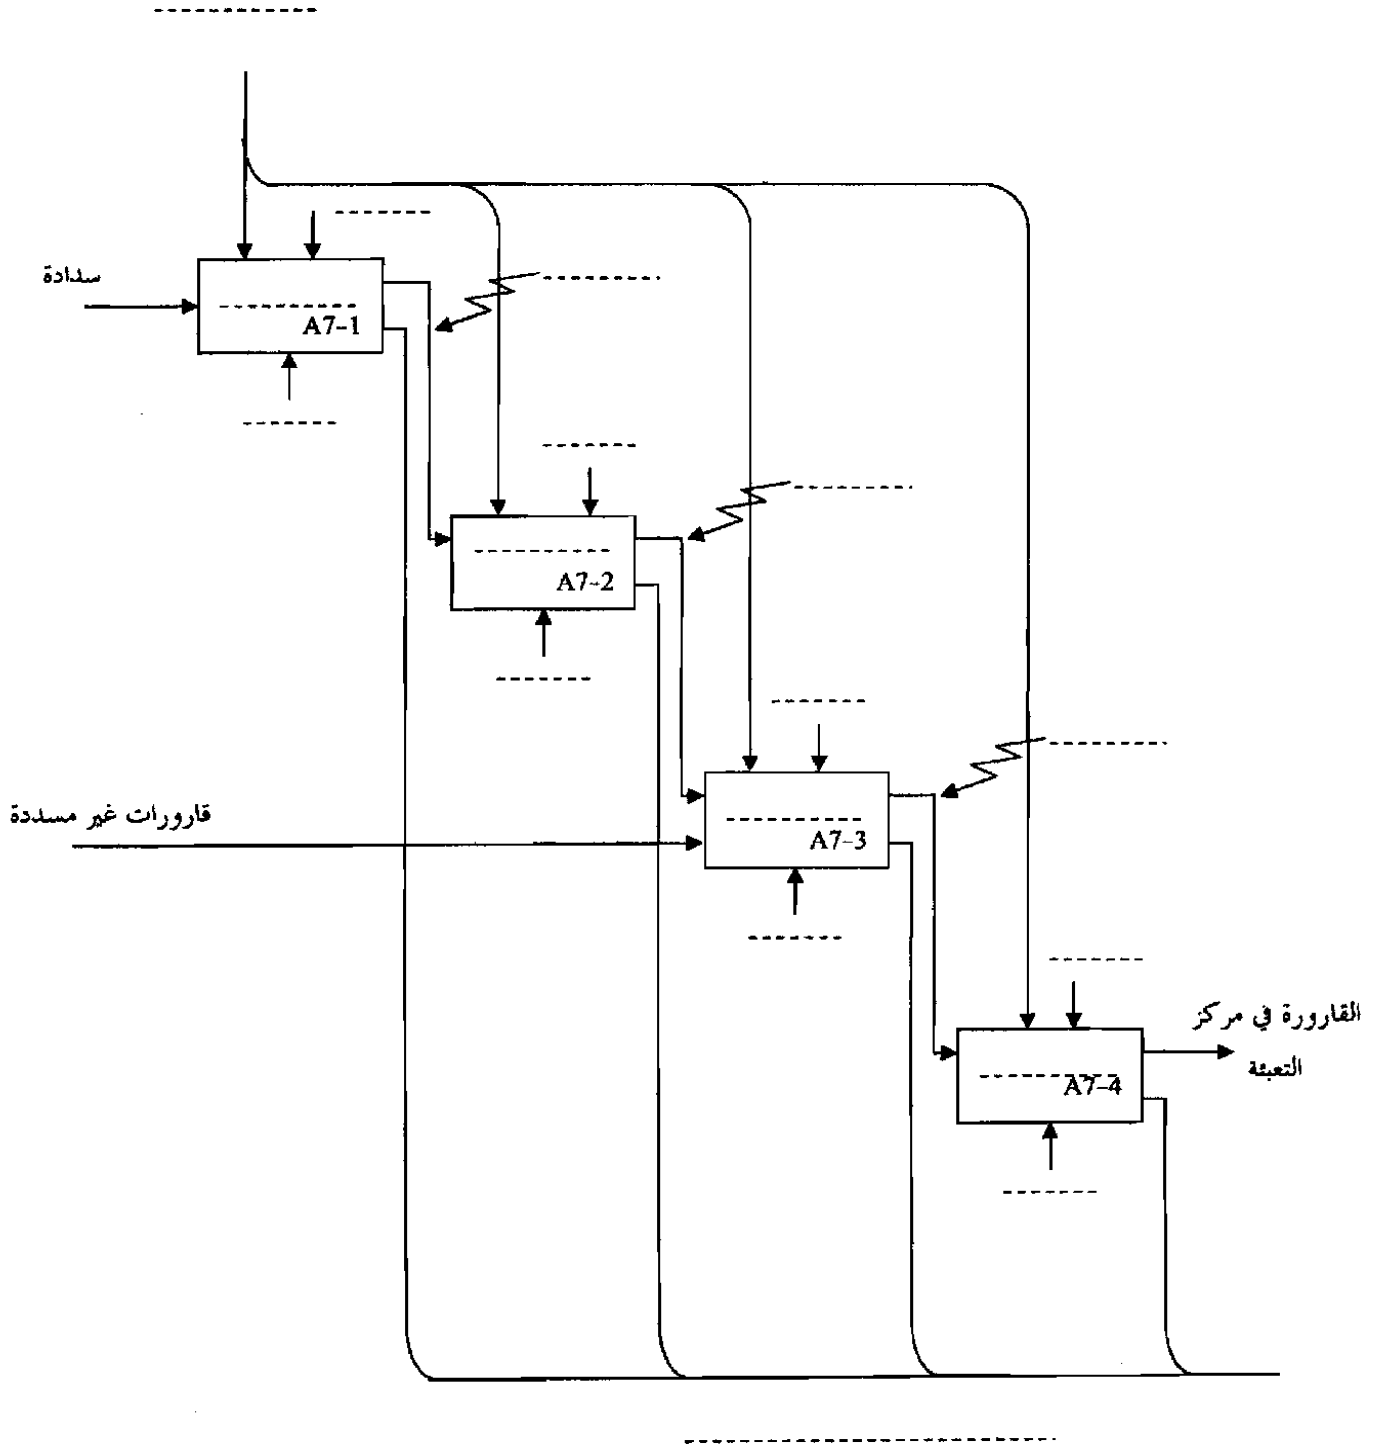 سدادة
A7-1
A7-2
قارورات غير مسددة
A7-3
القارورة في مركز
التعبئة
A7-4